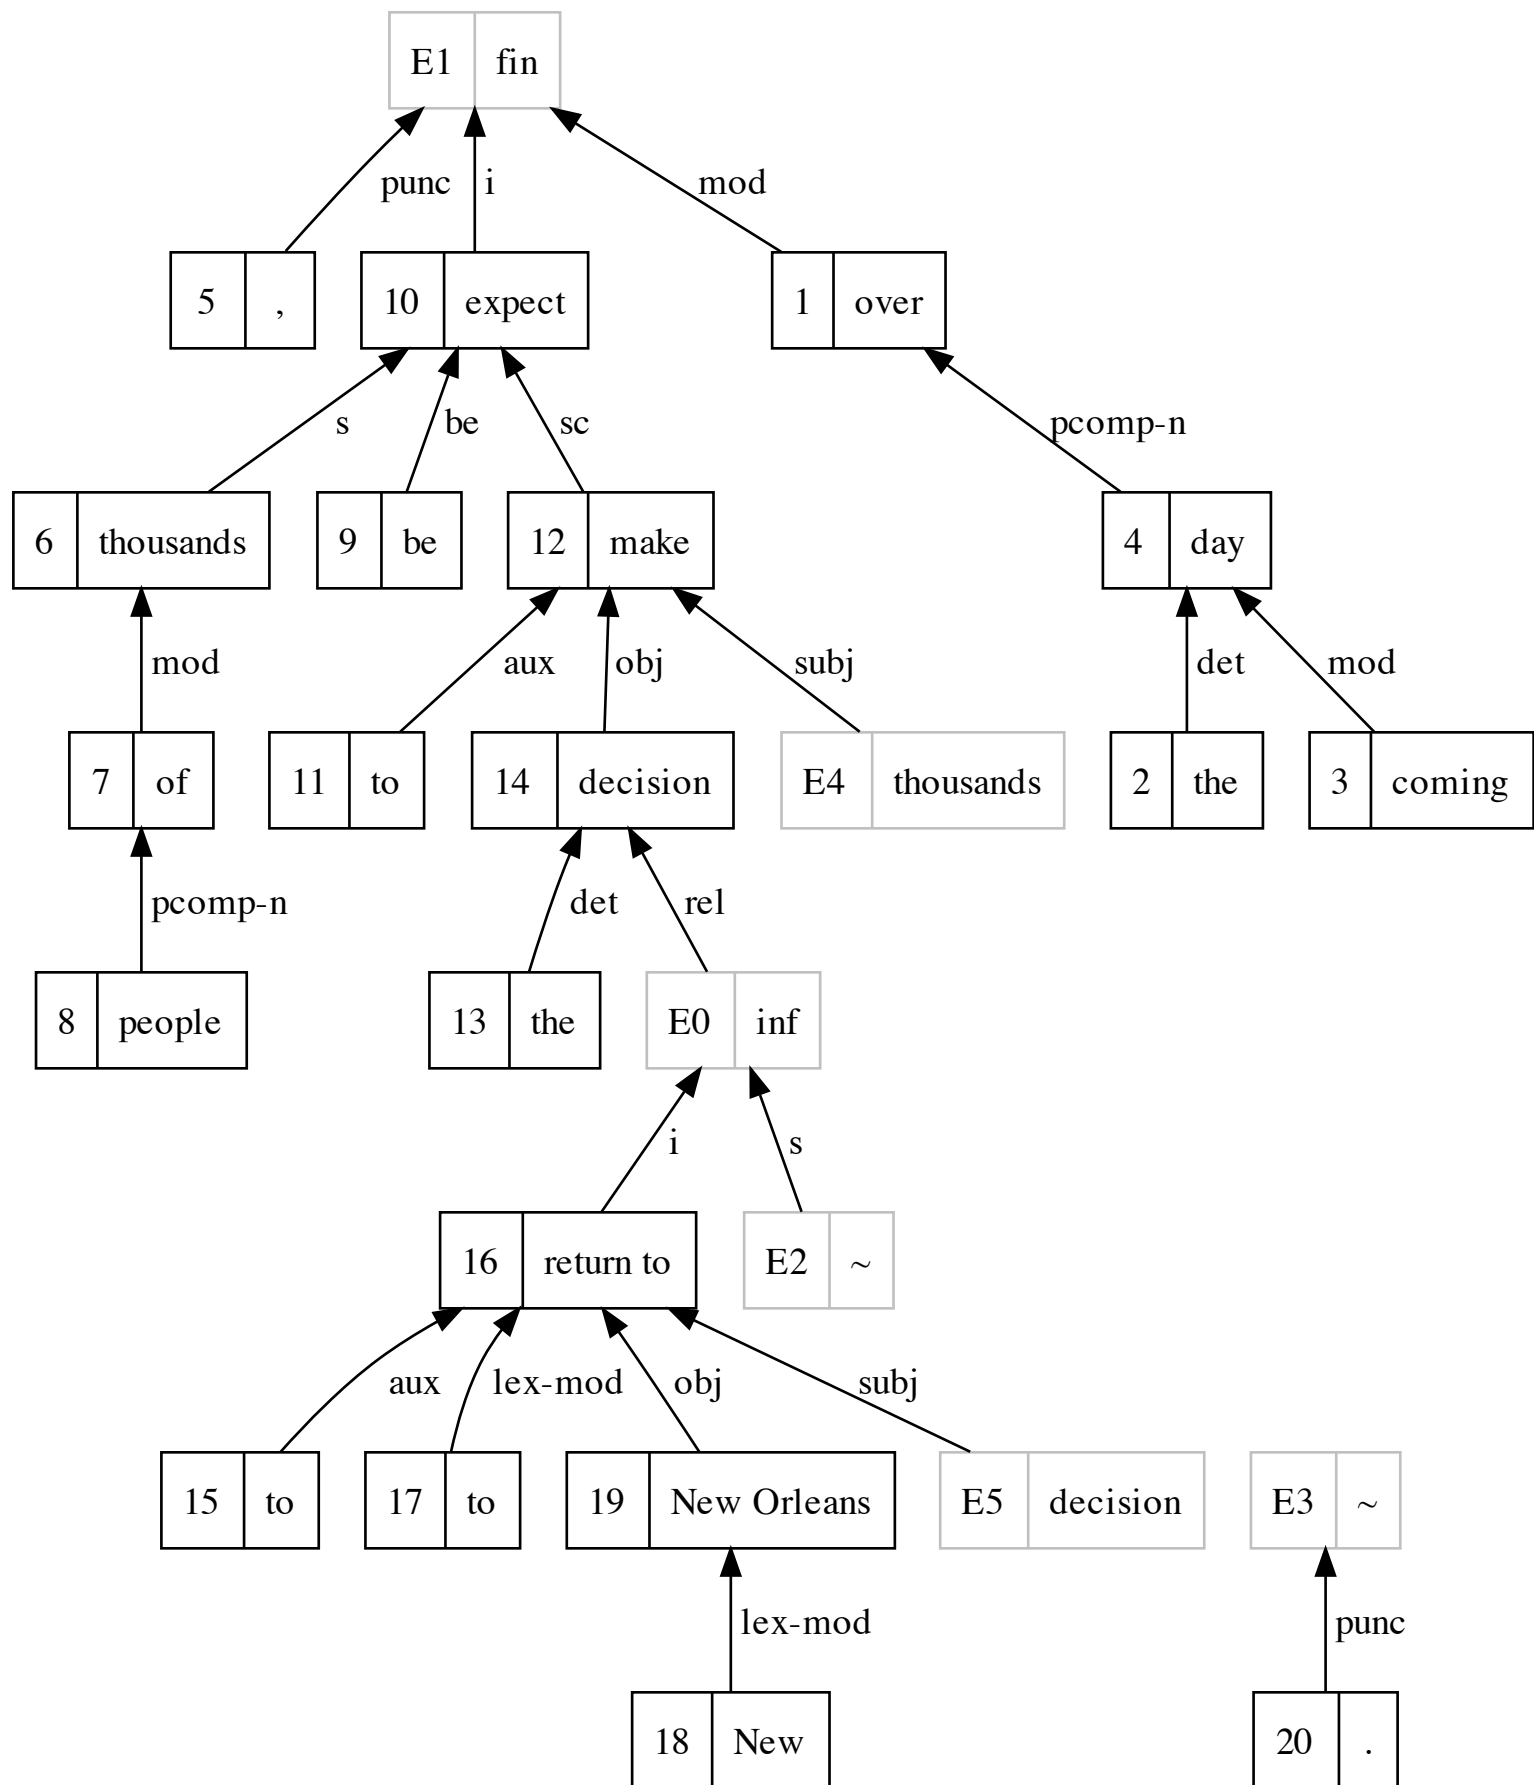 E1 fin
punc i mod
5 , 10 expect 1 over
s be sc pcomp-n
6 thousands 9 be 12 make 4 day
mod aux obj subj det mod
7 of 11 to 14 decision E4 thousands 2 the 3 coming
pcomp-n det rel
8 people 13 the E0 inf
i s
16 return to E2 ~
aux lex-mod obj subj
15 to 17 to 19 New Orleans E5 decision E3 ~
lex-mod punc
18 New 20 .